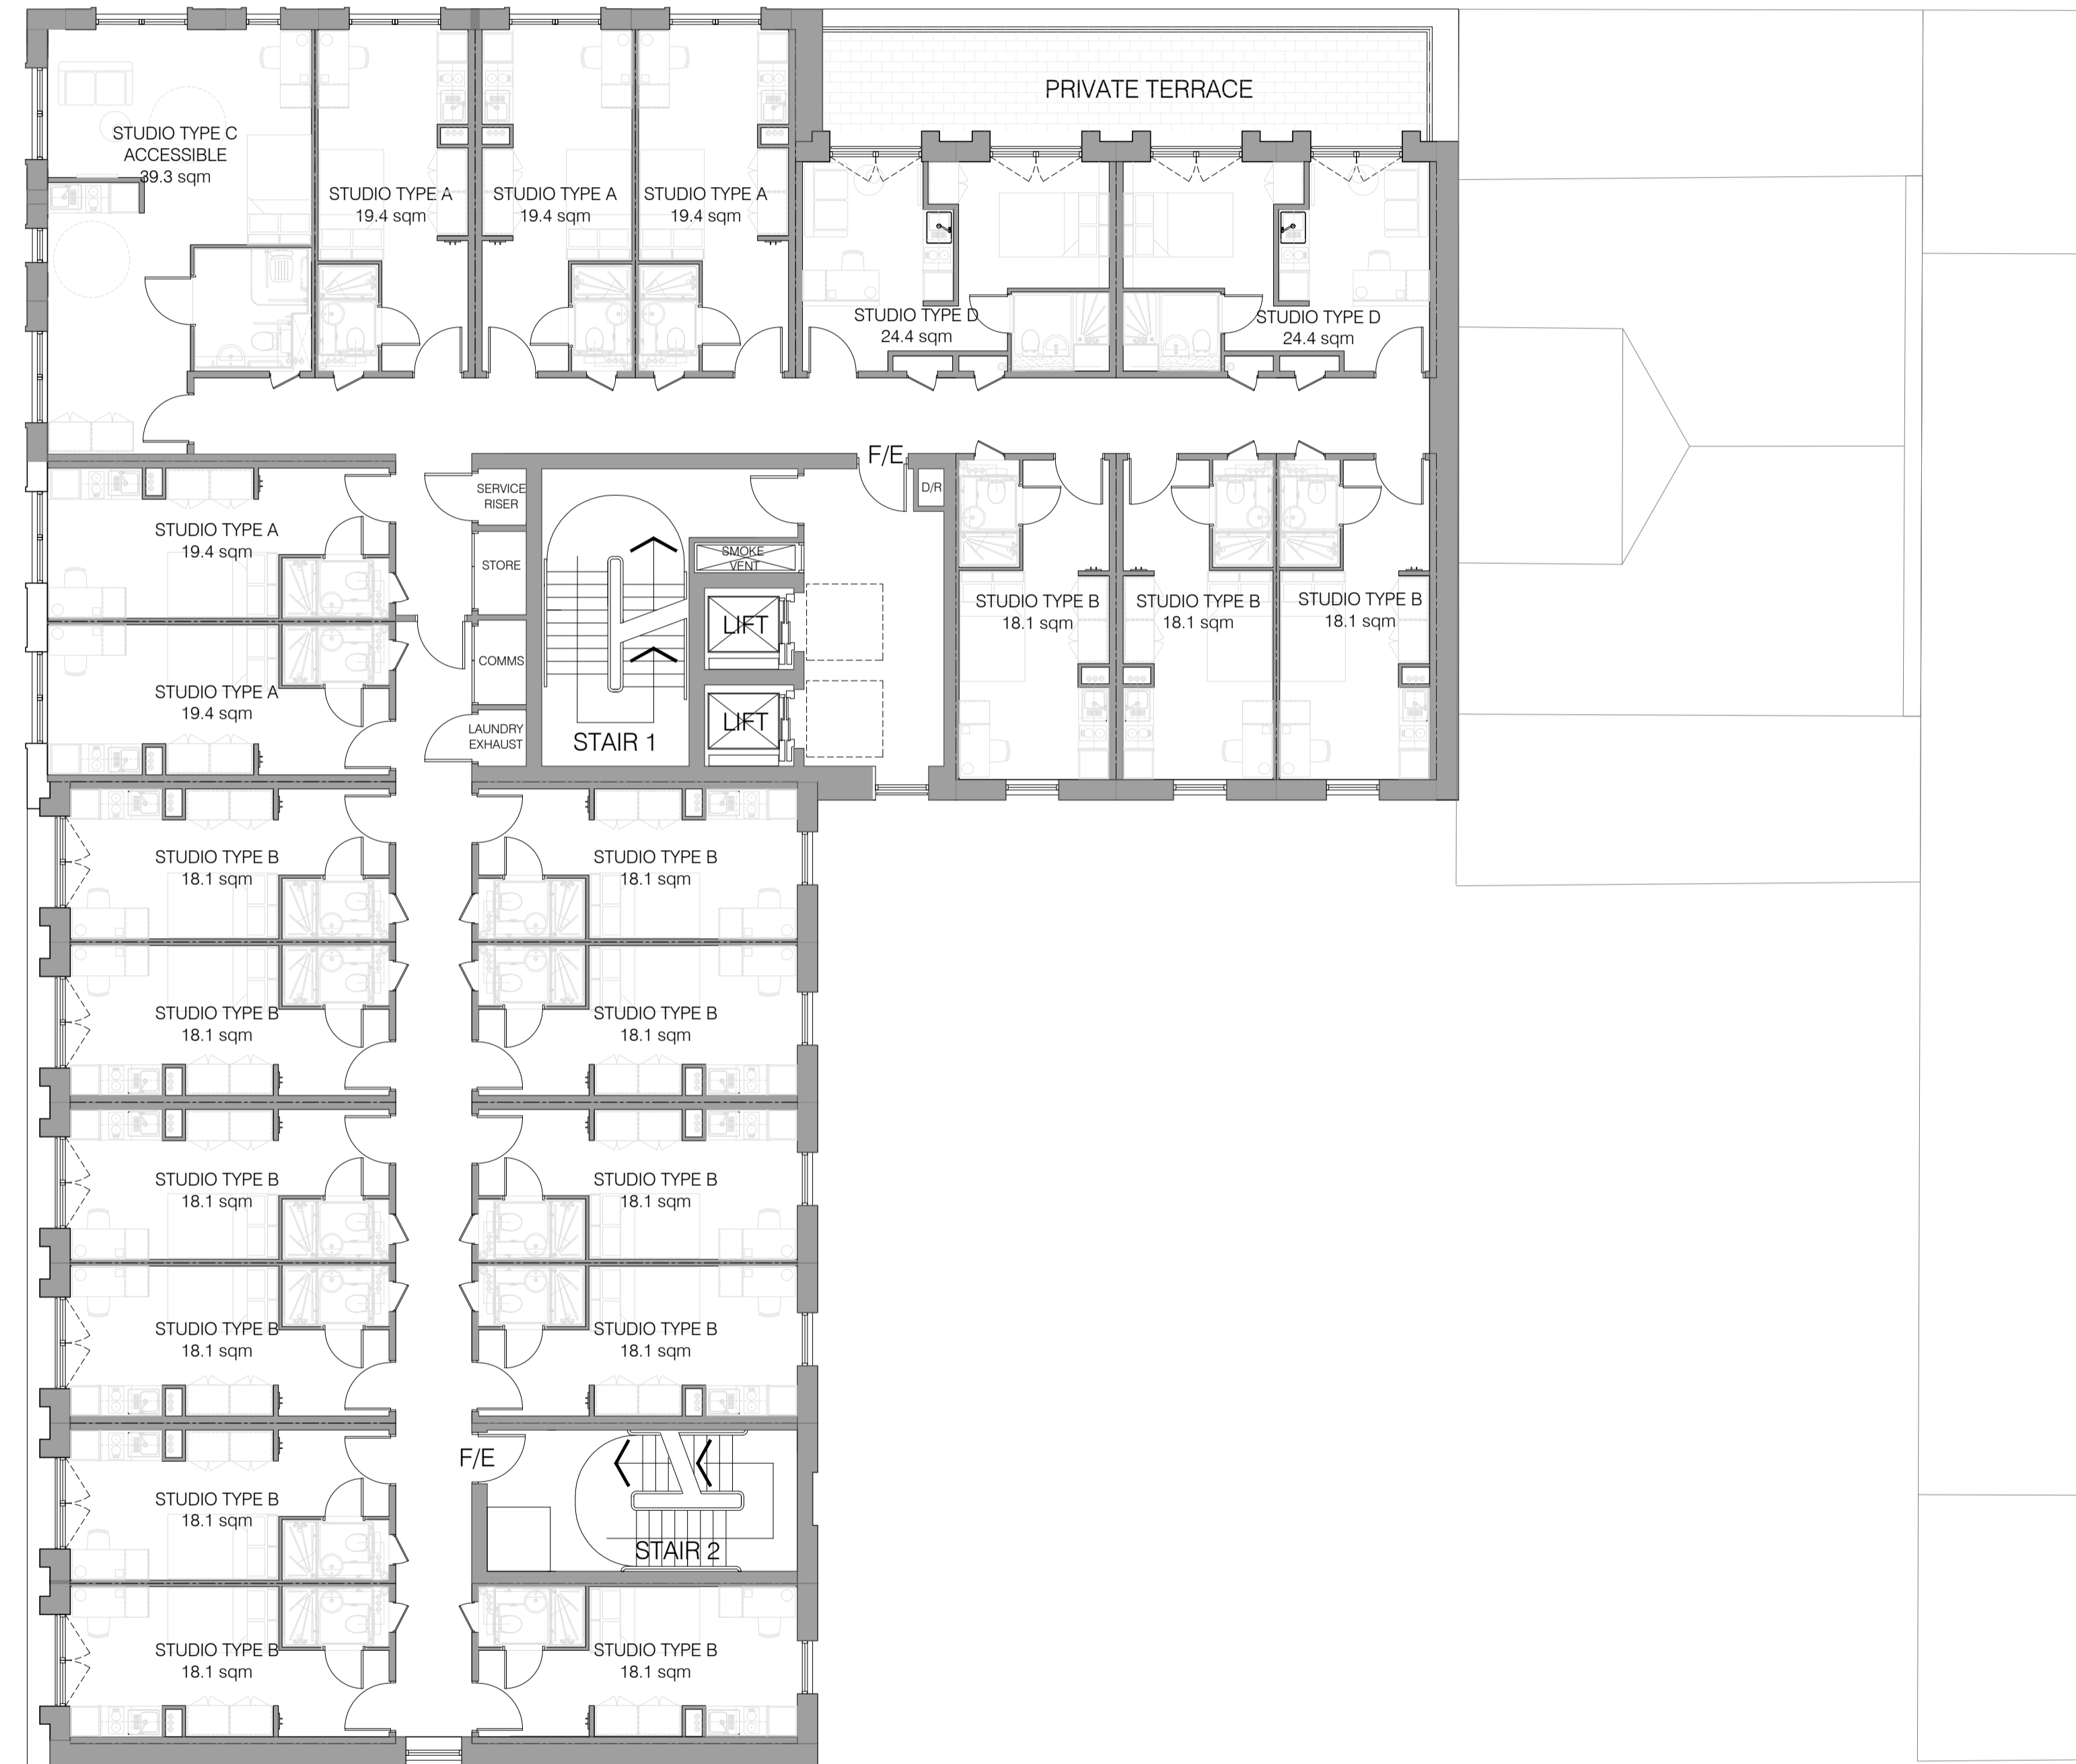 PRIVATE TERRACE
STUDIO TYPE C
ACCESSIBLE
39.3 sqm
STUDIO TYPE A
19.4 sqm
STUDIO TYPE A
19.4 sqm
STUDIO TYPE A
19.4 sqm
STUDIO TYPE D
24.4 sqm
STUDIO TYPE D
24.4 sqm
F/E
D/R
SERVICE
RISER
STUDIO TYPE A
19.4 sqm
STORE
SMOKE
VENT
LIFT
STUDIO TYPE B
18.1 sqm
STUDIO TYPE B
18.1 sqm
STUDIO TYPE B
18.1 sqm
COMMS
STUDIO TYPE A
19.4 sqm
LIFT
LAUNDRY
EXHAUST
STAIR 1
STUDIO TYPE B
18.1 sqm
STUDIO TYPE B
18.1 sqm
STUDIO TYPE B
18.1 sqm
STUDIO TYPE B
18.1 sqm
STUDIO TYPE B
18.1 sqm
STUDIO TYPE B
18.1 sqm
STUDIO TYPE B
18.1 sqm
STUDIO TYPE B
18.1 sqm
F/E
STUDIO TYPE B
18.1 sqm
STAIR 2
STUDIO TYPE B
18.1 sqm
STUDIO TYPE B
18.1 sqm